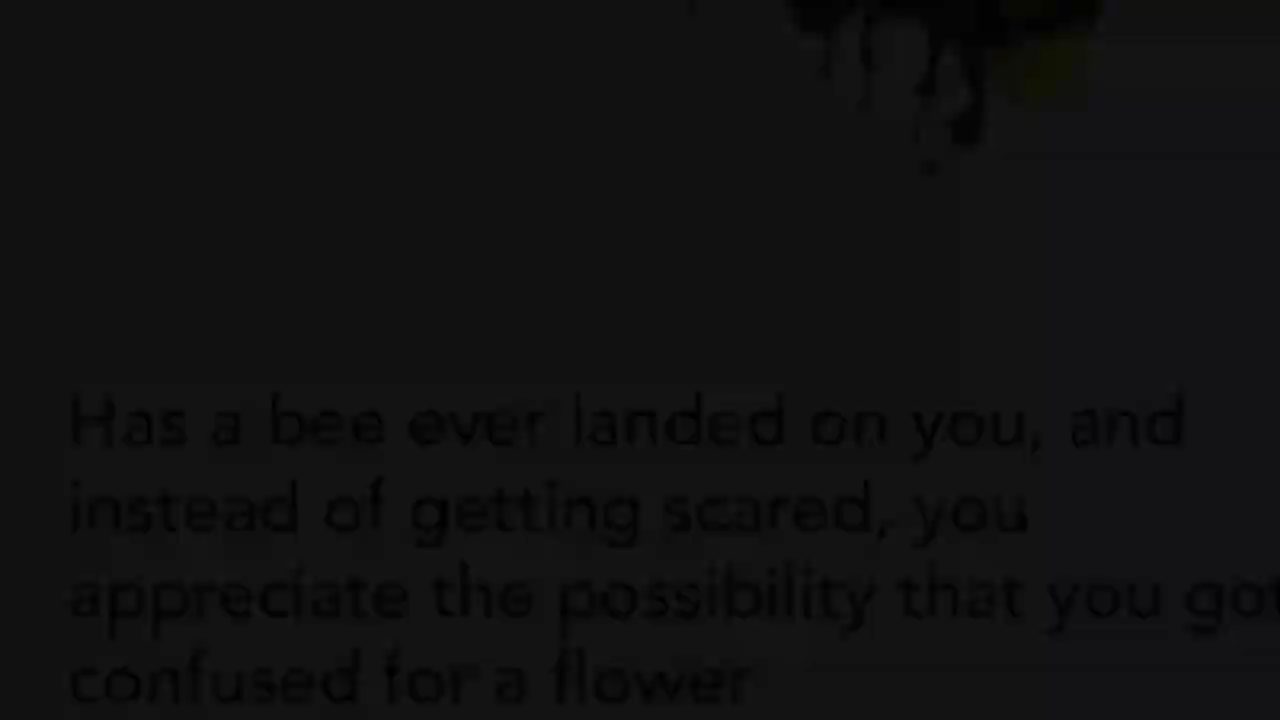 Has a bee ever landed on you, and
instead of getting scared, you
appreciate the possibility that you got
confused for a flower